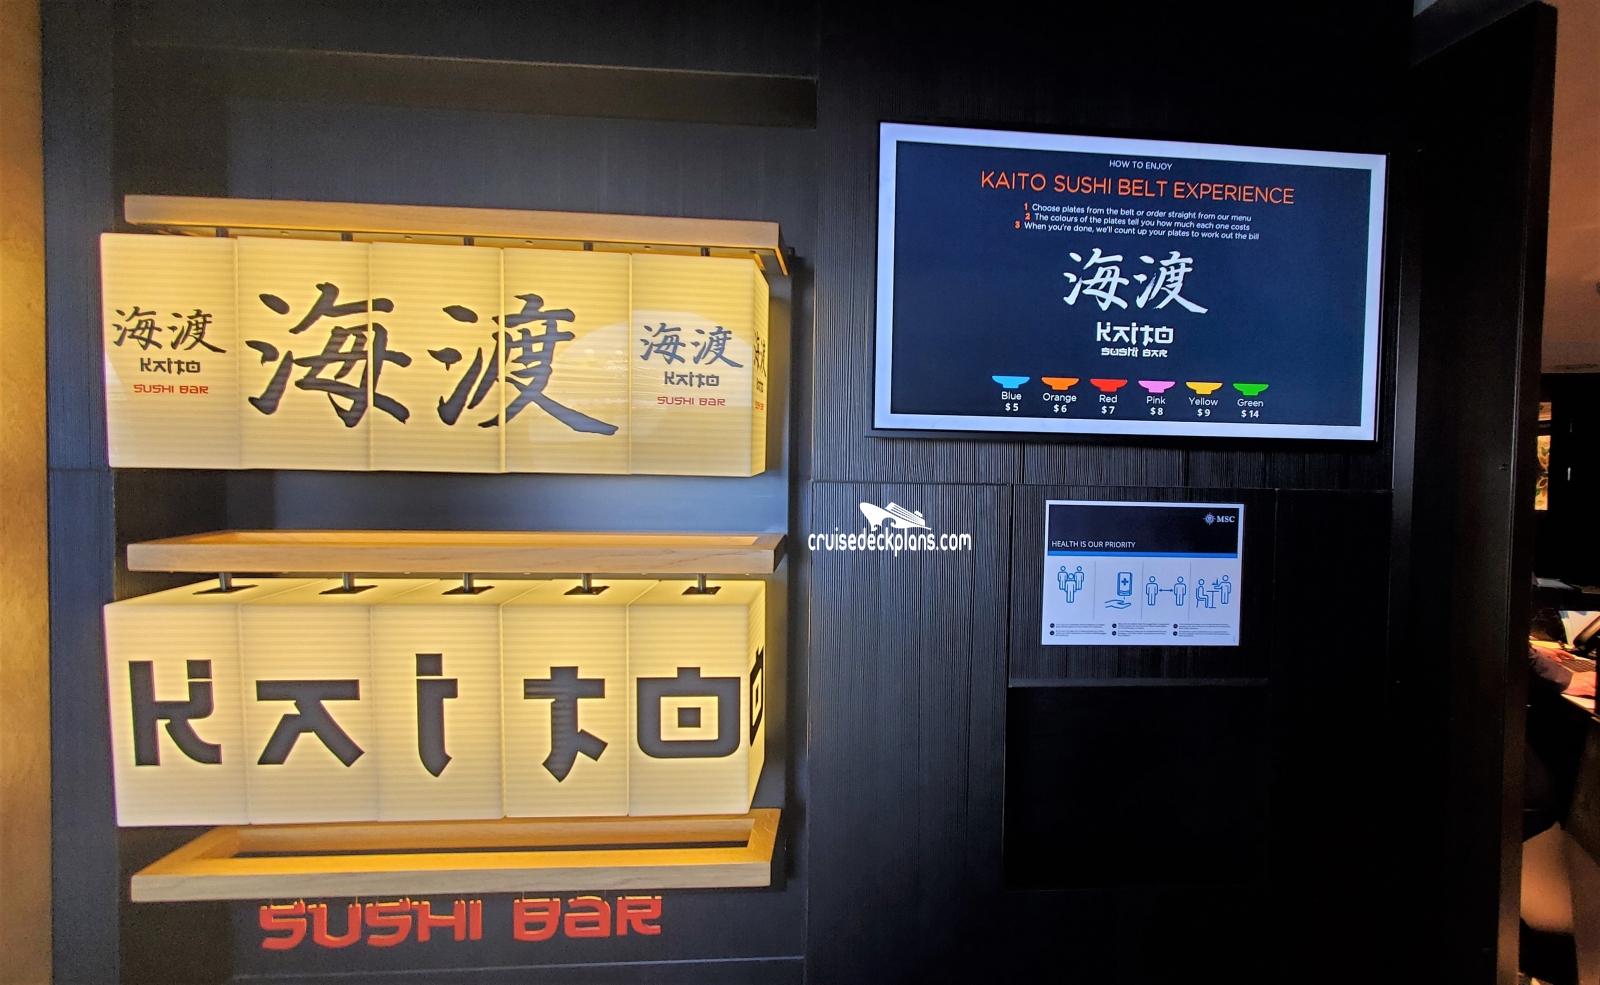 海渡
KAITO
SUSHI BAR
海渡
海渡
KAITO
SUSHI BAR
KAITO
SUSHI BAR
HOW TO ENJOY
KAITO SUSHI BELT EXPERIENCE
1 Choose plates from the belt or order straight from our menu
2 The colours of the plates tell you how much each one costs
3 When you're done, we'll count up your plates to work out the bill
海渡
KAITO
SUSHI BAR
Blue Orange Red Pink Yellow Green
$5 $6 $7 $8 $9 $14
cruisedeckplans.com
MSC
HEALTH IS OUR PRIORITY